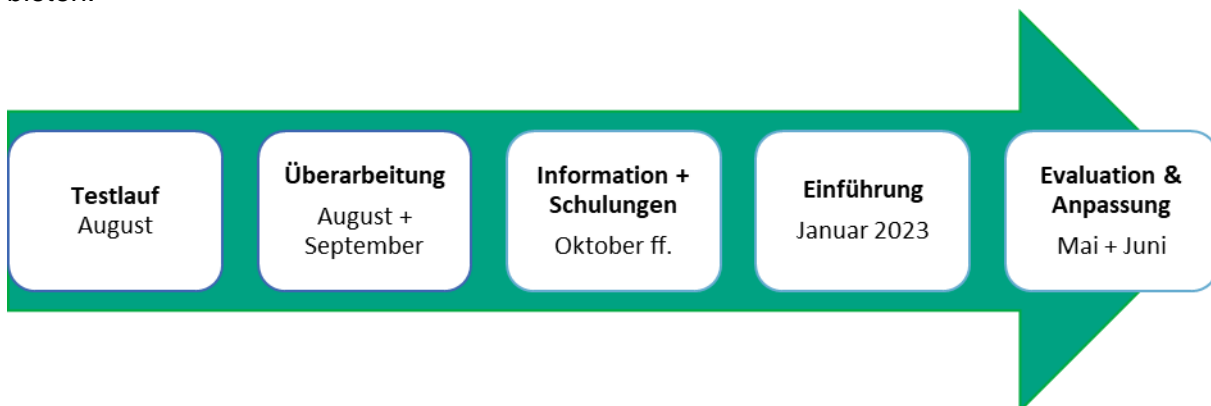 Testlauf
August
Überarbeitung
August +
September
Information +
Schulungen
Oktober ff.
Einführung
Januar 2023
Evaluation &
Anpassung
Mai + Juni